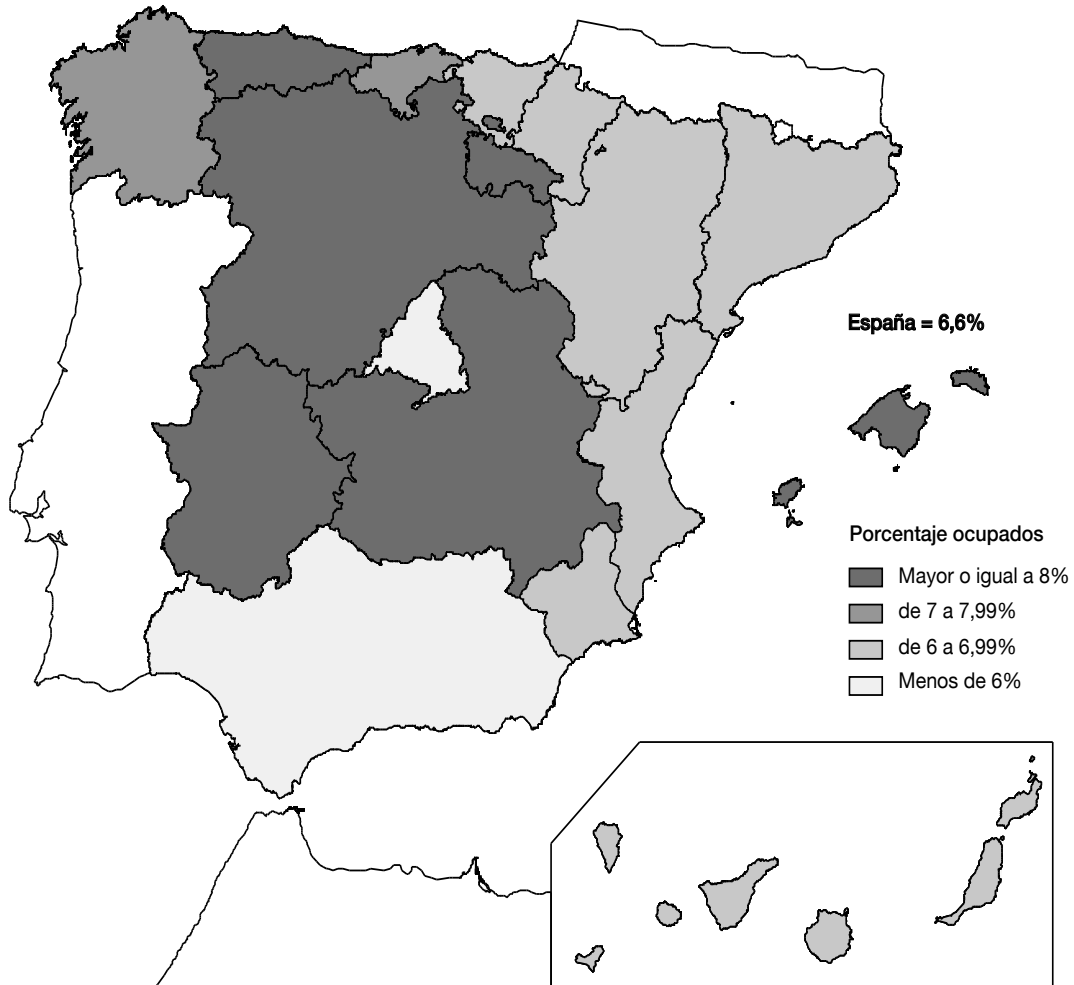 España = 6,6%
Porcentaje ocupados
Mayor o igual a 8%
de 7 a 7,99%
de 6 a 6,99%
Menos de 6%